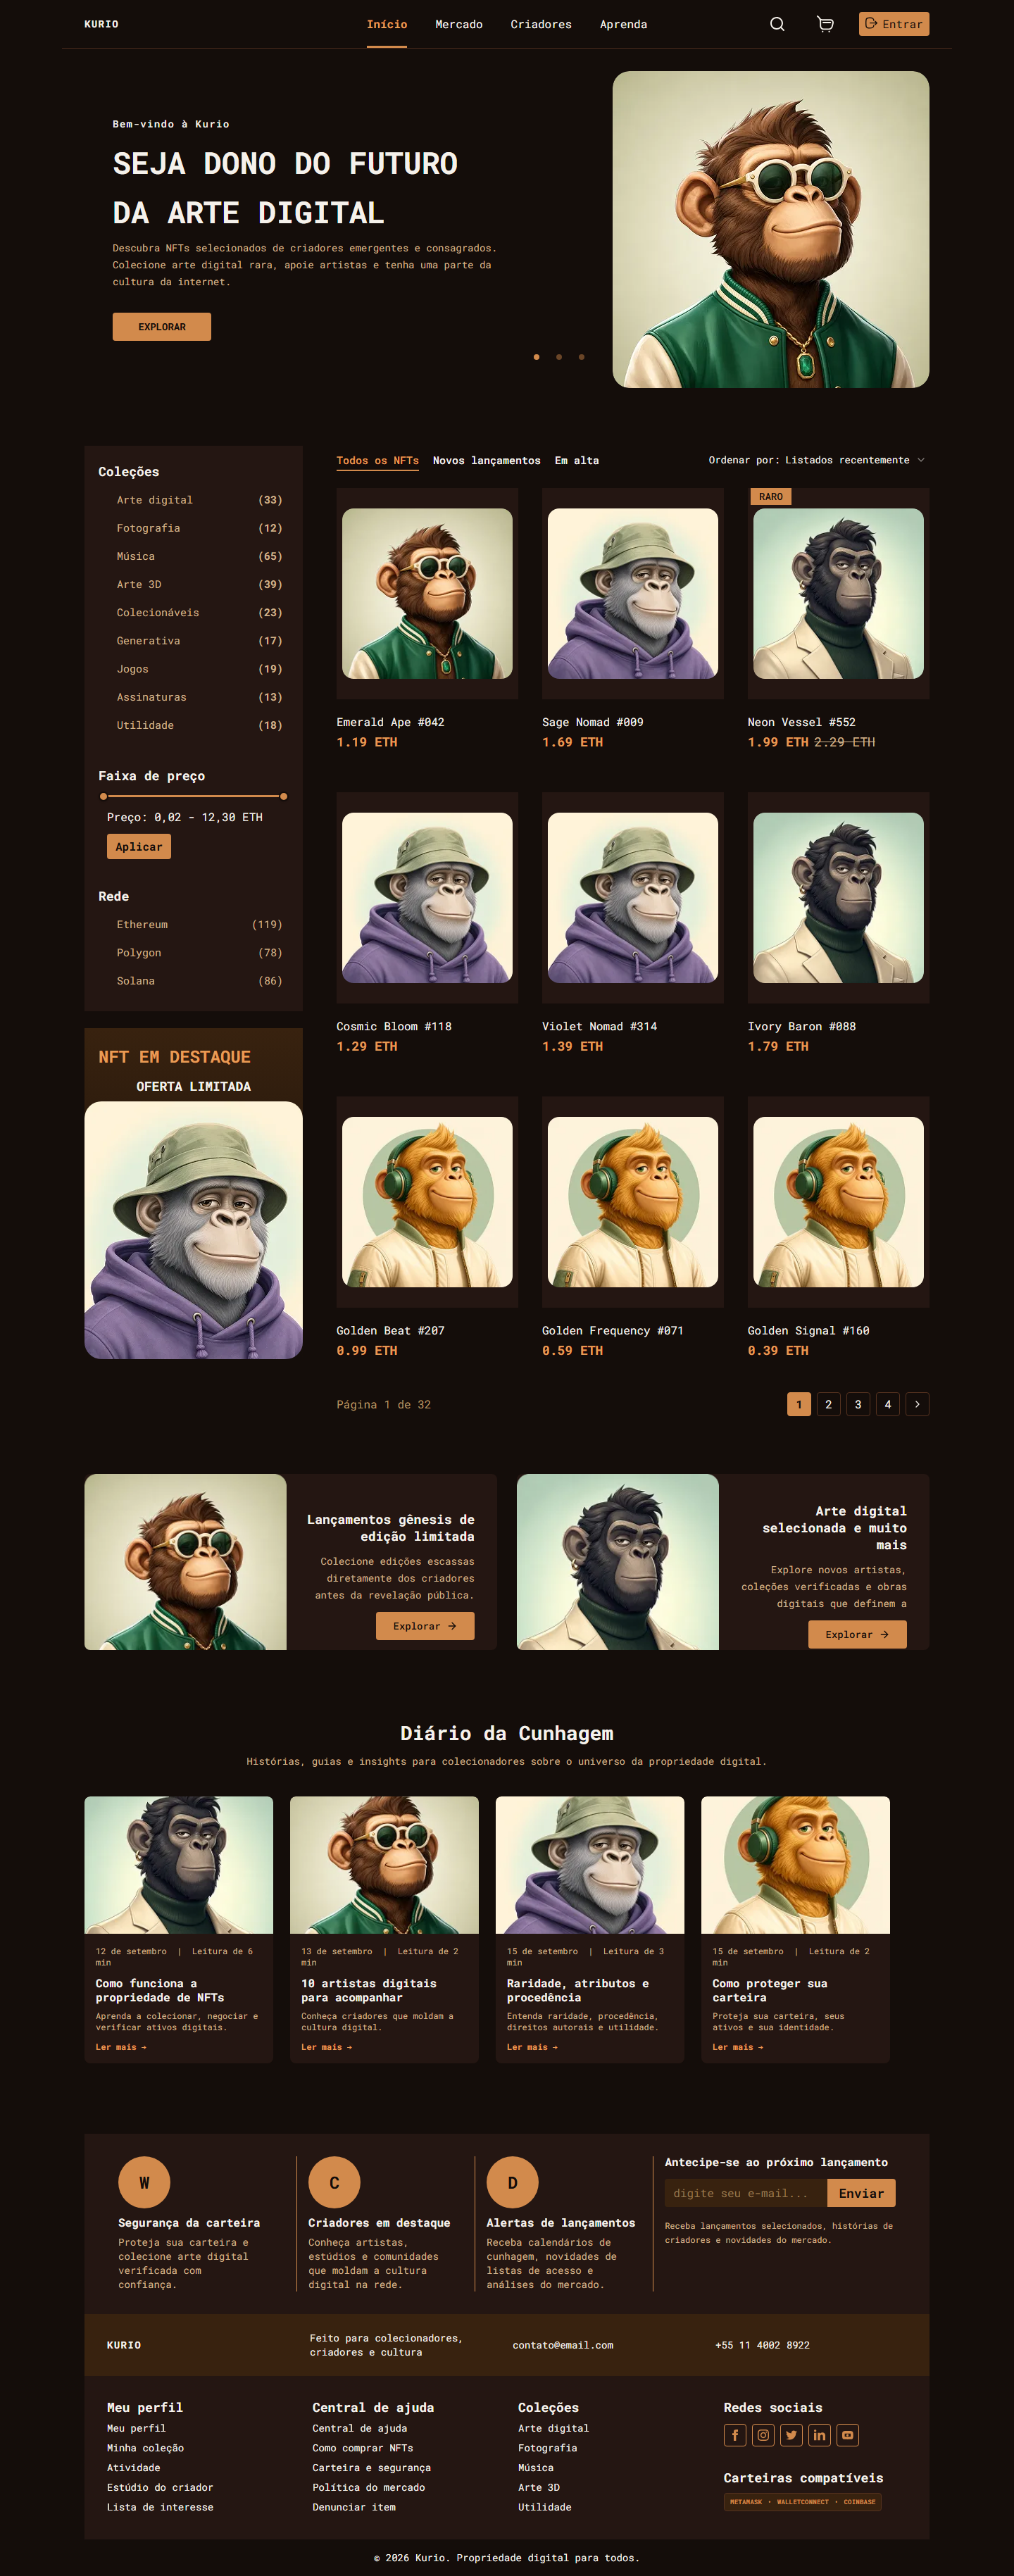 KURIO
Início Mercado Criadores Aprenda
Entrar
Bem-vindo à Kurio
SEJA DONO DO FUTURO
DA ARTE DIGITAL
Descubra NFTs selecionados de criadores emergentes e consagrados.
Colecione arte digital rara, apoie artistas e tenha uma parte da
cultura da internet.
EXPLORAR
Coleções
Arte digital (33)
Fotografia (12)
Música (65)
Arte 3D (39)
Colecionáveis (23)
Generativa (17)
Jogos (19)
Assinaturas (13)
Utilidade (18)
Faixa de preço
Preço: 0,02 - 12,30 ETH
Aplicar
Rede
Ethereum (119)
Polygon (78)
Solana (86)
NFT EM DESTAQUE
OFERTA LIMITADA
Todos os NFTs Novos lançamentos Em alta
Ordenar por: Listados recentemente
RARO
Emerald Ape #042
1.19 ETH
Sage Nomad #009
1.69 ETH
Neon Vessel #552
1.99 ETH 2.29 ETH
Cosmic Bloom #118
1.29 ETH
Violet Nomad #314
1.39 ETH
Ivory Baron #088
1.79 ETH
Golden Beat #207
0.99 ETH
Golden Frequency #071
0.59 ETH
Golden Signal #160
0.39 ETH
Página 1 de 32
1 2 3 4
Lançamentos gênesis de
edição limitada
Colecione edições escassas
diretamente dos criadores
antes da revelação pública.
Explorar →
Arte digital
selecionada e muito
mais
Explore novos artistas,
coleções verificadas e obras
digitais que definem a
Explorar →
Diário da Cunhagem
Histórias, guias e insights para colecionadores sobre o universo da propriedade digital.
12 de setembro | Leitura de 6
min
Como funciona a
propriedade de NFTs
Aprenda a colecionar, negociar e
verificar ativos digitais.
Ler mais →
13 de setembro | Leitura de 2
min
10 artistas digitais
para acompanhar
Conheça criadores que moldam a
cultura digital.
Ler mais →
15 de setembro | Leitura de 3
min
Raridade, atributos e
procedência
Entenda raridade, procedência,
direitos autorais e utilidade.
Ler mais →
15 de setembro | Leitura de 2
min
Como proteger sua
carteira
Proteja sua carteira, seus
ativos e sua identidade.
Ler mais →
W
Segurança da carteira
Proteja sua carteira e
colecione arte digital
verificada com
confiança.
C
Criadores em destaque
Conheça artistas,
estúdios e comunidades
que moldam a cultura
digital na rede.
D
Alertas de lançamentos
Receba calendários de
cunhagem, novidades de
listas de acesso e
análises do mercado.
Antecipe-se ao próximo lançamento
digite seu e-mail... Enviar
Receba lançamentos selecionados, histórias de
criadores e novidades do mercado.
KURIO
Feito para colecionadores,
criadores e cultura
contato@email.com
+55 11 4002 8922
Meu perfil
Meu perfil
Minha coleção
Atividade
Estúdio do criador
Lista de interesse
Central de ajuda
Central de ajuda
Como comprar NFTs
Carteira e segurança
Política do mercado
Denunciar item
Coleções
Arte digital
Fotografia
Música
Arte 3D
Utilidade
Redes sociais
Carteiras compatíveis
METAMASK • WALLETCONNECT • COINBASE
© 2026 Kurio. Propriedade digital para todos.